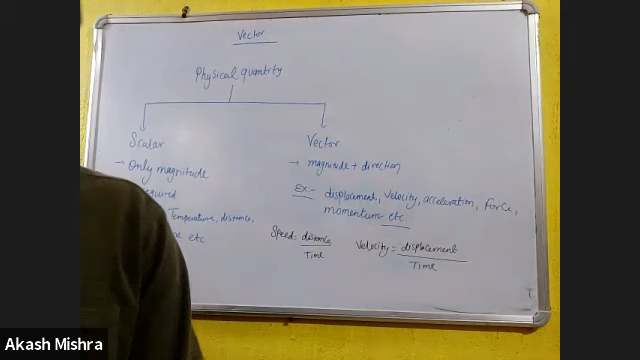 Vector
Physical quantity
Scalar
→ Only magnitude
Temperature, distance,
etc
Vector
→ magnitude + direction
Ex:- displacement, velocity, acceleration, Force,
momentum etc
Speed = distance
Time
Velocity = displacement
Time
Akash Mishra